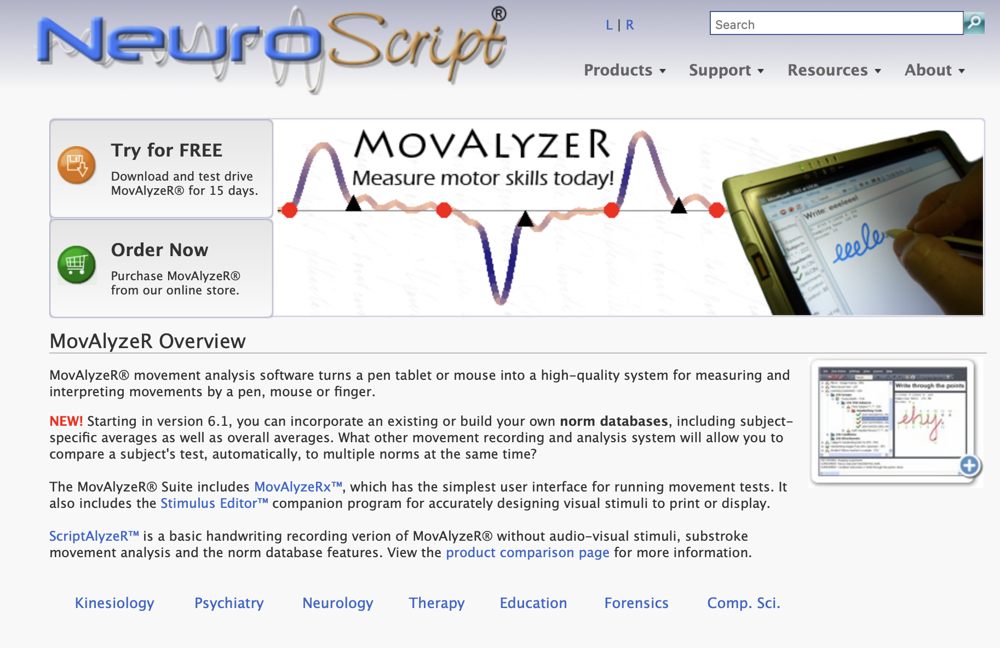 NeuroScript®
L | R
Search
Products ▾ Support ▾ Resources ▾ About ▾
Try for FREE
Download and test drive
MovAlyzeR® for 15 days.
Order Now
Purchase MovAlyzeR®
from our online store.
MovAlyzeR
Measure motor skills today!
Write: eeeleeel
eeele
MovAlyzeR Overview
MovAlyzeR® movement analysis software turns a pen tablet or mouse into a high-quality system for measuring and
interpreting movements by a pen, mouse or finger.
NEW! Starting in version 6.1, you can incorporate an existing or build your own norm databases, including subject-
specific averages as well as overall averages. What other movement recording and analysis system will allow you to
compare a subject's test, automatically, to multiple norms at the same time?
The MovAlyzeR® Suite includes MovAlyzeRx™, which has the simplest user interface for running movement tests. It
also includes the Stimulus Editor™ companion program for accurately designing visual stimuli to print or display.
ScriptAlyzeR™ is a basic handwriting recording verion of MovAlyzeR® without audio-visual stimuli, substroke
movement analysis and the norm database features. View the product comparison page for more information.
Write through the points
Kinesiology Psychiatry Neurology Therapy Education Forensics Comp. Sci.